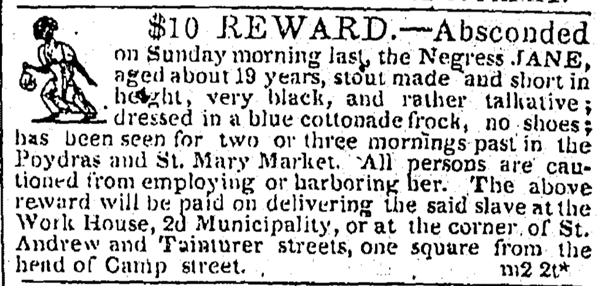 $10 REWARD.—Absconded
on Sunday morning last, the Negress JANE,
aged about 19 years, stout made and short in
height, very black, and rather talkative;
dressed in a blue cottonade frock, no shoes;
has been seen for two or three mornings past in the
Poydras and St. Mary Market. All persons are cau-
tioned from employing or harboring her. The above
reward will be paid on delivering the said slave at the
Work House, 2d Municipality, or at the corner of St.
Andrew and Tainturer streets, one square from the
head of Camp street. m2 2t*